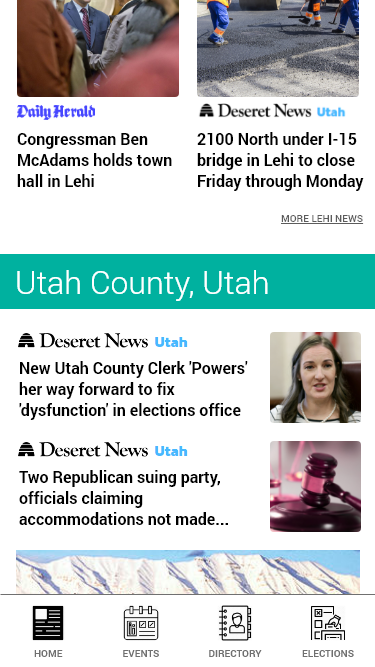 Daily Herald
Congressman Ben
McAdams holds town
hall in Lehi
Deseret News Utah
2100 North under I-15
bridge in Lehi to close
Friday through Monday
MORE LEHI NEWS
Utah County, Utah
Deseret News Utah
New Utah County Clerk 'Powers'
her way forward to fix
'dysfunction' in elections office
Deseret News Utah
Two Republican suing party,
officials claiming
accommodations not made...
HOME
EVENTS
DIRECTORY
ELECTIONS